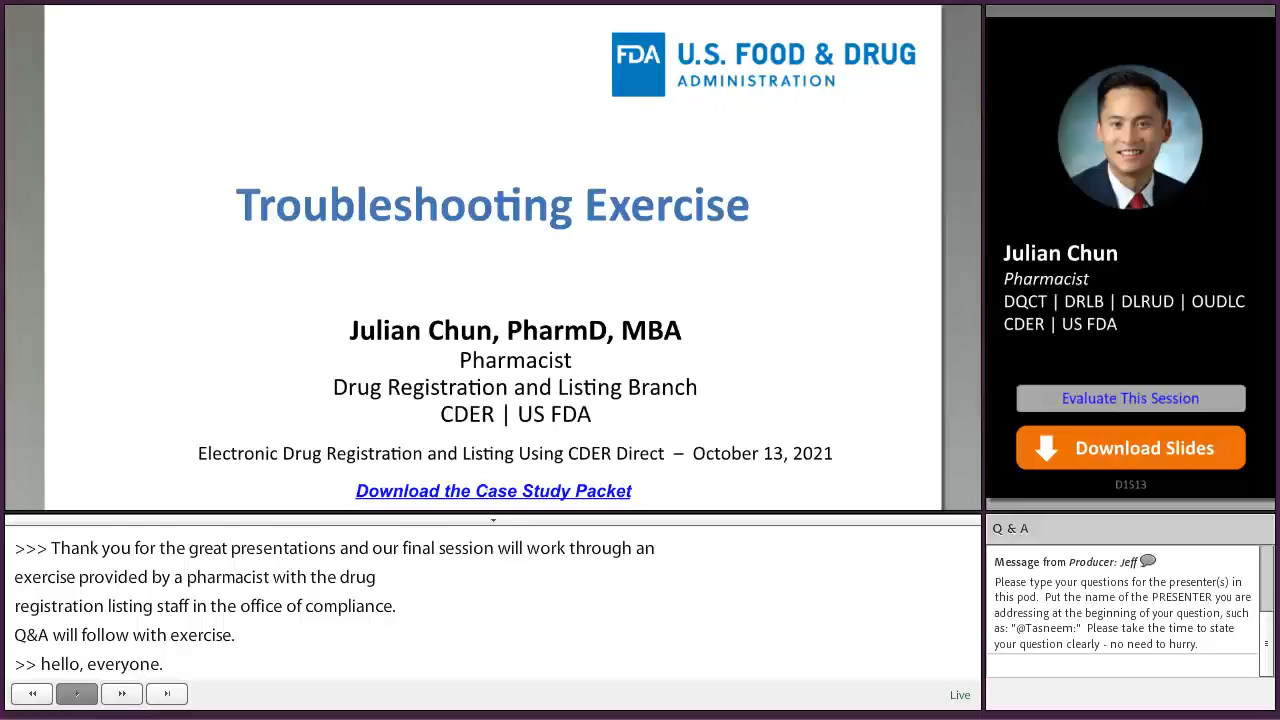 FDA U.S. FOOD & DRUG
ADMINISTRATION
Troubleshooting Exercise
Julian Chun, PharmD, MBA
Pharmacist
Drug Registration and Listing Branch
CDER | US FDA
Electronic Drug Registration and Listing Using CDER Direct – October 13, 2021
Download the Case Study Packet
Julian Chun
Pharmacist
DQCT | DRLB | DLRUD | OUDLC
CDER | US FDA
Evaluate This Session
Download Slides
D1S13
>>> Thank you for the great presentations and our final session will work through an
exercise provided by a pharmacist with the drug
registration listing staff in the office of compliance.
Q&A will follow with exercise.
>> hello, everyone.
Live
Q & A
Message from Producer: Jeff
Please type your questions for the presenter(s) in
this pod. Put the name of the PRESENTER you are
addressing at the beginning of your question, such
as: "@Tasneem:" Please take the time to state
your question clearly - no need to hurry.